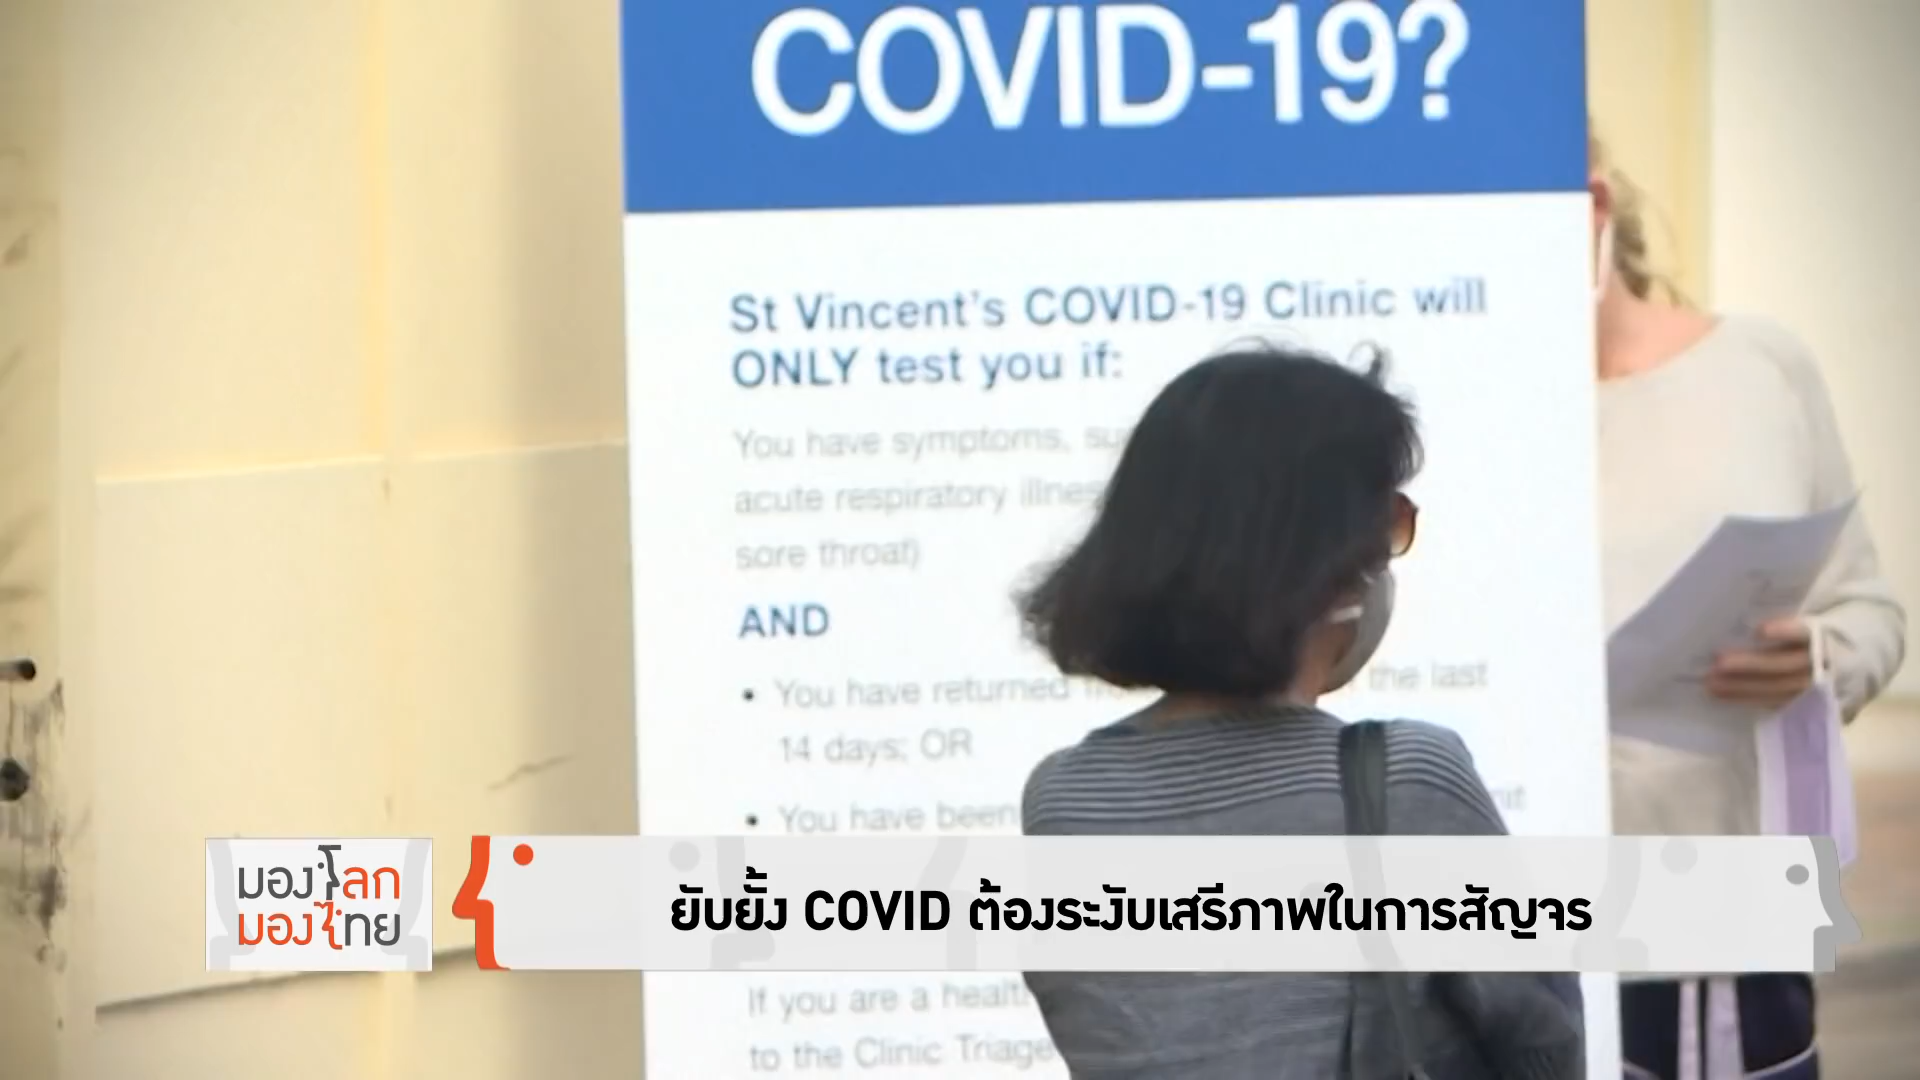 COVID-19?
St Vincent's COVID-19 Clinic will
ONLY test you if:
You have symptoms,
acute respiratory
sore throat)
AND
• You have returned the last
14 days; OR
• You have been
มองโลก
มองไทย
ยับยั้ง COVID ต้องระงับเสรีภาพในการสัญจร
If you are a
to the Clinic Triage